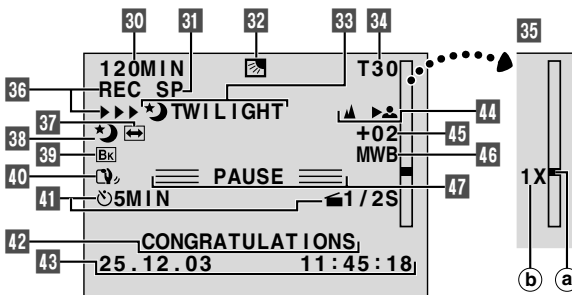 30 31 32 33 34 35
120MIN T30
REC SP
36 TWILIGHT 44
37 +02 45
38 MWB 46
39 BK
40 PAUSE 47
41 5MIN 1/2S 1X
42 CONGRATULATIONS
43 25.12.03 11:45:18 b a